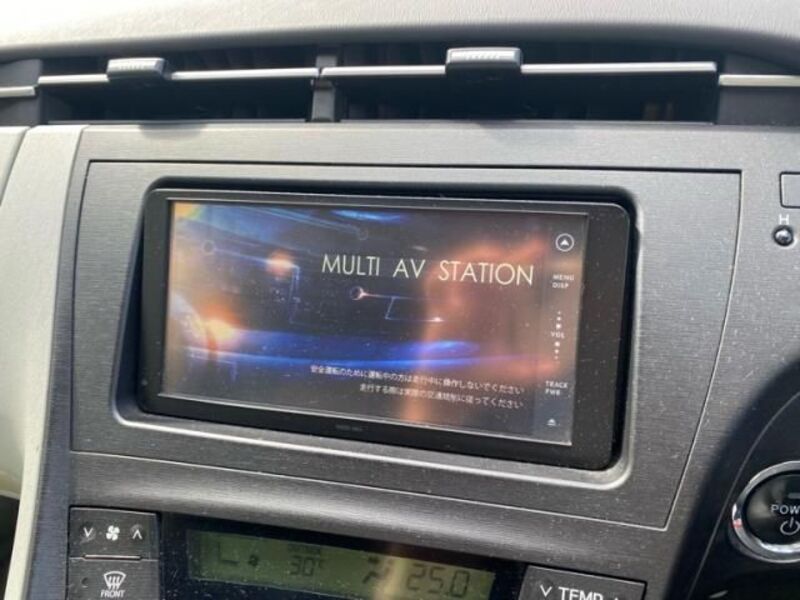 MULTI AV STATION
MENU
DISP
VOL
TRACK
PWR
安全運転のために運転中の方は走行中に操作しないでください
走行する際は実際の交通規制に従ってください
H
POW
FRONT
30°
25.0
TEMP